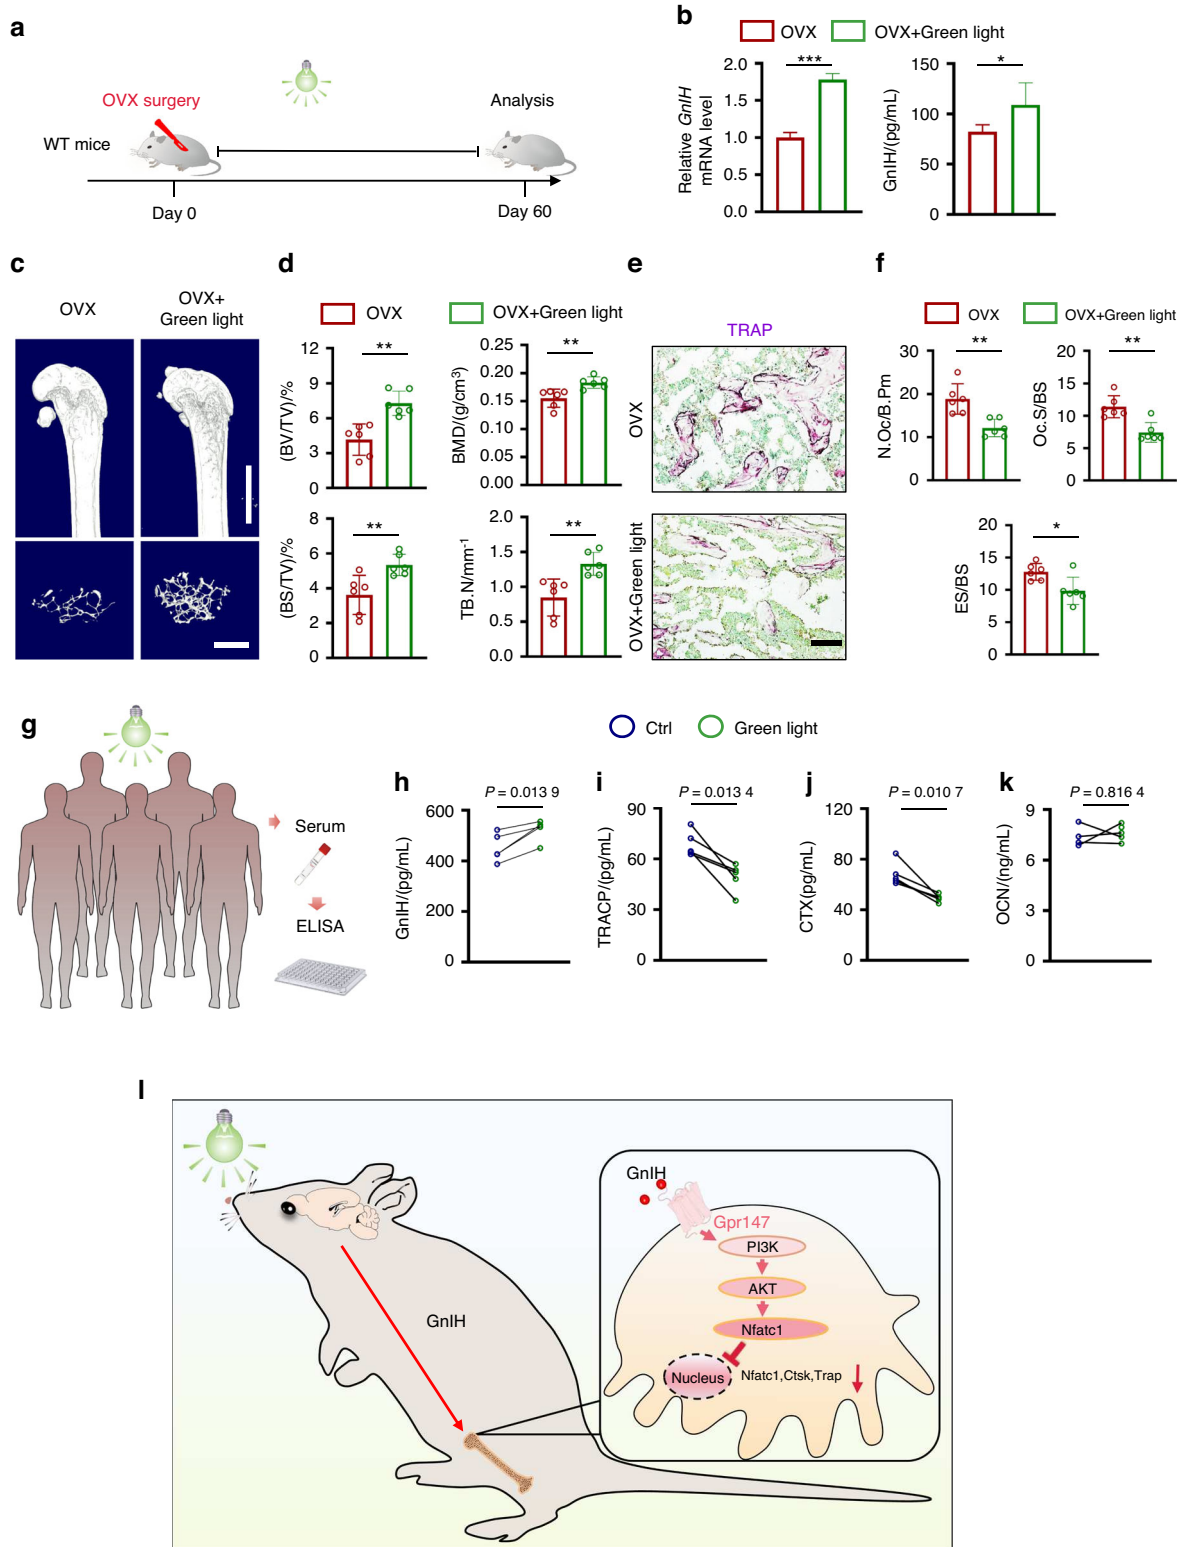 a
OVX surgery
Analysis
WT mice
Day 0
Day 60
b
OVX
OVX+Green light
Relative GnIH
mRNA level
2.0
1.5
1.0
0.5
0.0
***
GnIH/(pg/mL)
150
100
50
0
*
c
OVX
OVX+
Green light
d
OVX
OVX+Green light
(BV/TV)/%
12
9
6
3
0
**
BMD/(g/cm³)
0.25
0.20
0.15
0.10
0.05
0.00
**
(BS/TV)/%
8
6
4
2
0
**
TB.N/mm⁻¹
2.0
1.5
1.0
0.5
0.0
**
e
TRAP
OVX
OVX+Green light
f
OVX
OVX+Green light
N.Oc/B.Pm
30
20
10
0
**
Oc.S/BS
20
15
10
5
0
**
ES/BS
20
15
10
5
0
*
g
Serum
ELISA
Ctrl
Green light
h
P = 0.013 9
GnIH/(pg/mL)
600
400
200
0
i
P = 0.013 4
TRACP/(pg/mL)
90
60
30
0
j
P = 0.010 7
CTX(pg/mL)
120
80
40
0
k
P = 0.816 4
OCN/(ng/mL)
9
6
3
0
l
GnIH
GnIH
Gpr147
PI3K
AKT
Nfatc1
Nucleus
Nfatc1,Ctsk,Trap